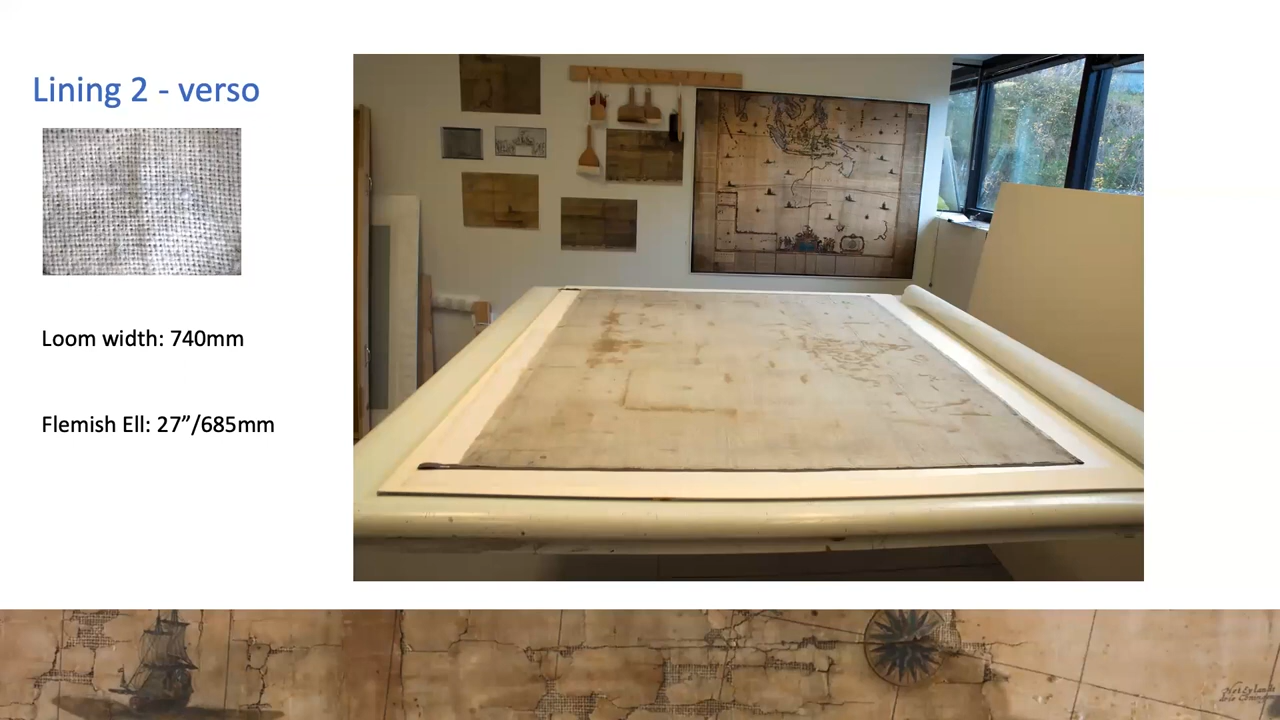 Lining 2 - verso
Loom width: 740mm
Flemish Ell: 27”/685mm